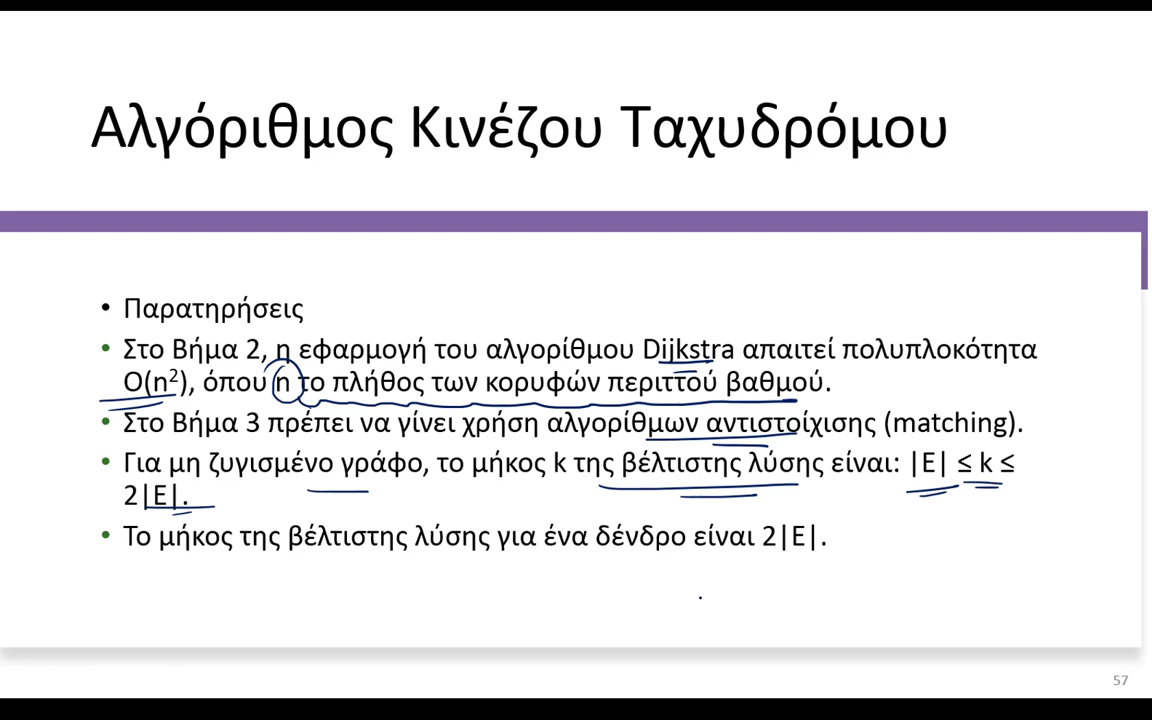 Αλγόριθμος Κινέζου Ταχυδρόμου
• Παρατηρήσεις
• Στο Βήμα 2, η εφαρμογή του αλγορίθμου Dijkstra απαιτεί πολυπλοκότητα
O(n²), όπου n το πλήθος των κορυφών περιττού βαθμού.
• Στο Βήμα 3 πρέπει να γίνει χρήση αλγορίθμων αντιστοίχισης (matching).
• Για μη ζυγισμένο γράφο, το μήκος k της βέλτιστης λύσης είναι: |E| ≤ k ≤
2|E|.
• Το μήκος της βέλτιστης λύσης για ένα δένδρο είναι 2|E|.
57